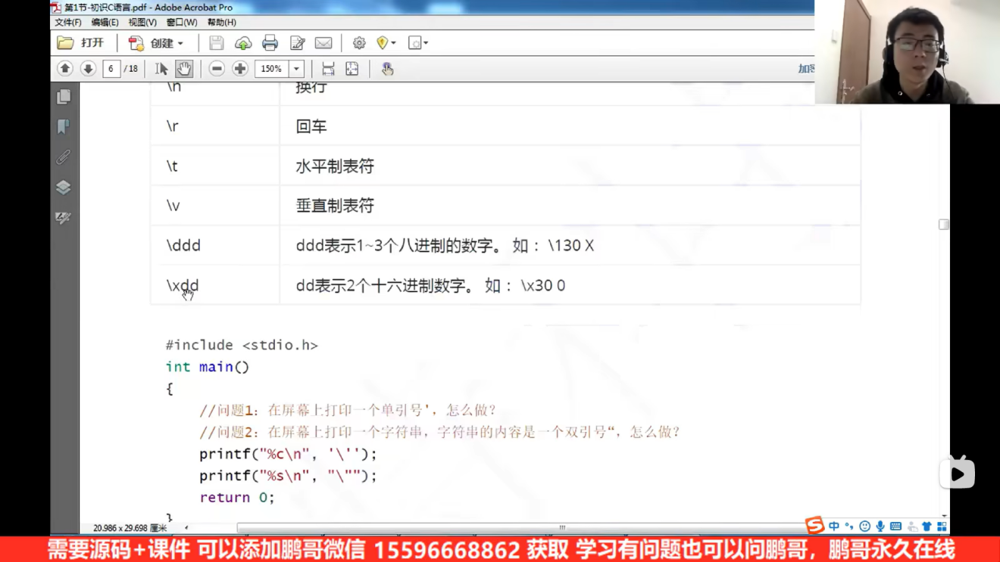 第1节-初识C语言.pdf - Adobe Acrobat Pro
文件(F) 编辑(E) 视图(V) 窗口(W) 帮助(H)
打开 创建
6 / 18 150%
\n 换行
\r 回车
\t 水平制表符
\v 垂直制表符
\ddd ddd表示1~3个八进制的数字。 如： \130 X
\xdd dd表示2个十六进制数字。 如： \x30 0
#include <stdio.h>
int main()
{
//问题1：在屏幕上打印一个单引号'，怎么做？
//问题2：在屏幕上打印一个字符串，字符串的内容是一个双引号“，怎么做？
printf("%c\n", '\'');
printf("%s\n", "\"");
return 0;
}
20.986 x 29.698 厘米
中
需要源码+课件 可以添加鹏哥微信 15596668862 获取 学习有问题也可以问鹏哥，鹏哥永久在线